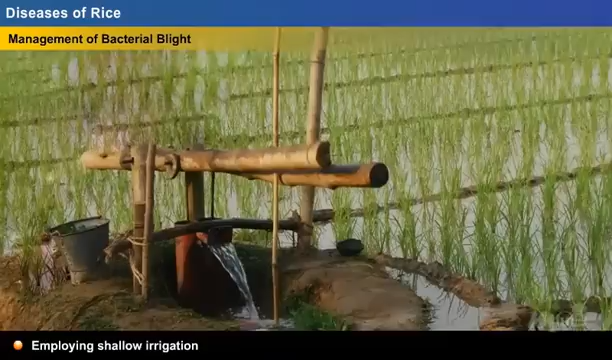 Diseases of Rice
Management of Bacterial Blight
Employing shallow irrigation